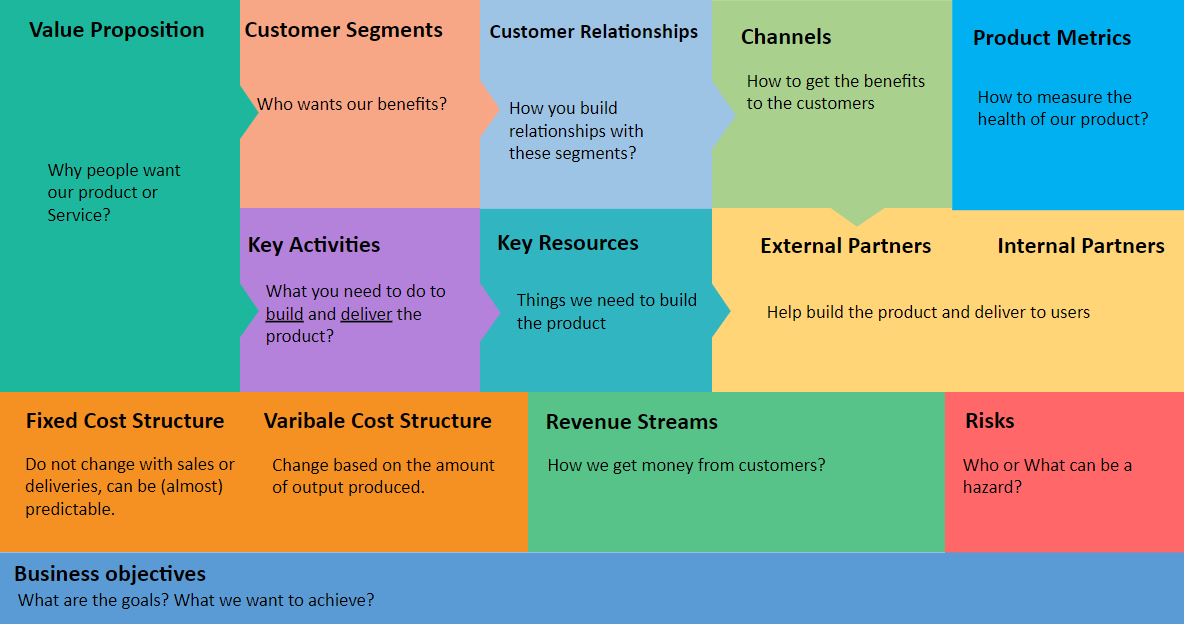 Value Proposition
Why people want
our product or
Service?
Customer Segments
Who wants our benefits?
Customer Relationships
How you build
relationships with
these segments?
Channels
How to get the benefits
to the customers
Product Metrics
How to measure the
health of our product?
Key Activities
What you need to do to
build and deliver the
product?
Key Resources
Things we need to build
the product
External Partners
Internal Partners
Help build the product and deliver to users
Fixed Cost Structure
Do not change with sales or
deliveries, can be (almost)
predictable.
Varibale Cost Structure
Change based on the amount
of output produced.
Revenue Streams
How we get money from customers?
Risks
Who or What can be a
hazard?
Business objectives
What are the goals? What we want to achieve?